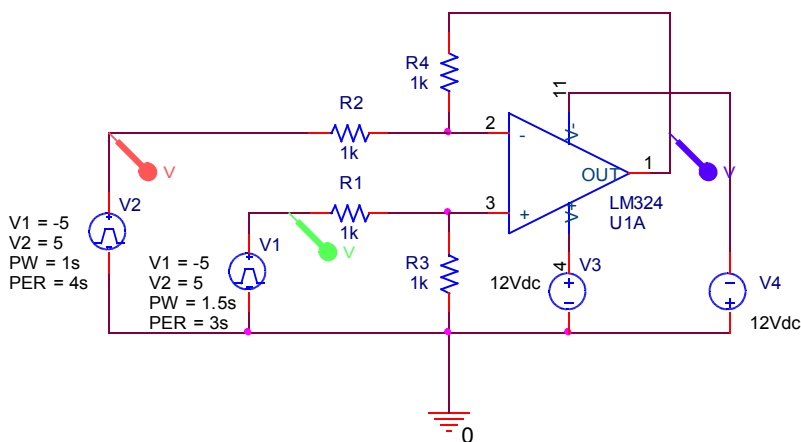 R4
1k
11
R2
1k
2
-
V-
V
OUT
1
V
LM324
U1A
V2
V1 = -5
V2 = 5
PW = 1s
PER = 4s
R1
1k
3
+
V+
V
V1
V1 = -5
V2 = 5
PW = 1.5s
PER = 3s
R3
1k
4
V3
12Vdc
V4
12Vdc
0